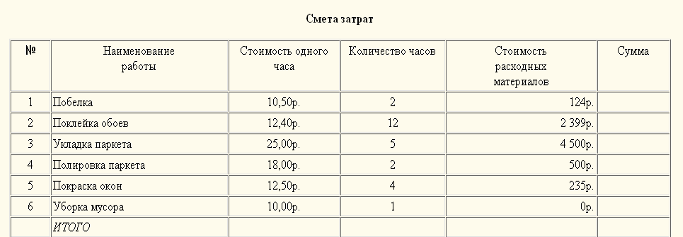 Смета затрат
№ Наименование работы Стоимость одного часа Количество часов Стоимость расходных материалов Сумма
1 Побелка 10,50р. 2 124р.
2 Поклейка обоев 12,40р. 12 2 399р.
3 Укладка паркета 25,00р. 5 4 500р.
4 Полировка паркета 18,00р. 2 500р.
5 Покраска окон 12,50р. 4 235р.
6 Уборка мусора 10,00р. 1 0р.
ИТОГО